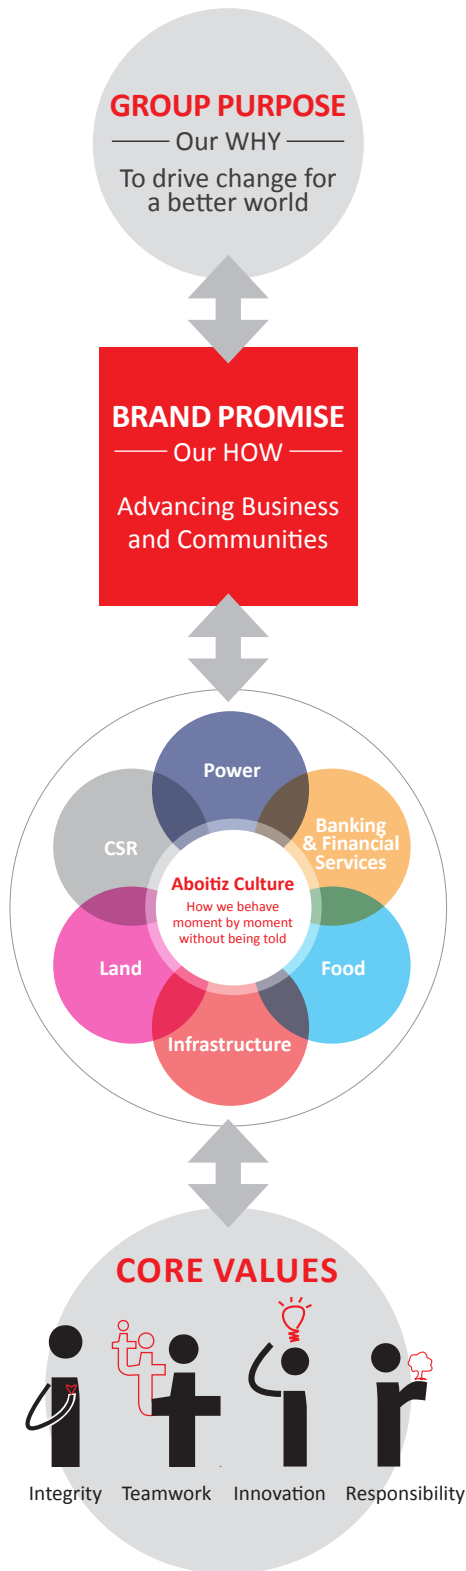 GROUP PURPOSE
Our WHY
To drive change for
a better world
BRAND PROMISE
Our HOW
Advancing Business
and Communities
Power
Banking
& Financial
Services
CSR
Aboitiz Culture
How we behave
moment by moment
without being told
Land
Food
Infrastructure
CORE VALUES
Integrity
Teamwork
Innovation
Responsibility